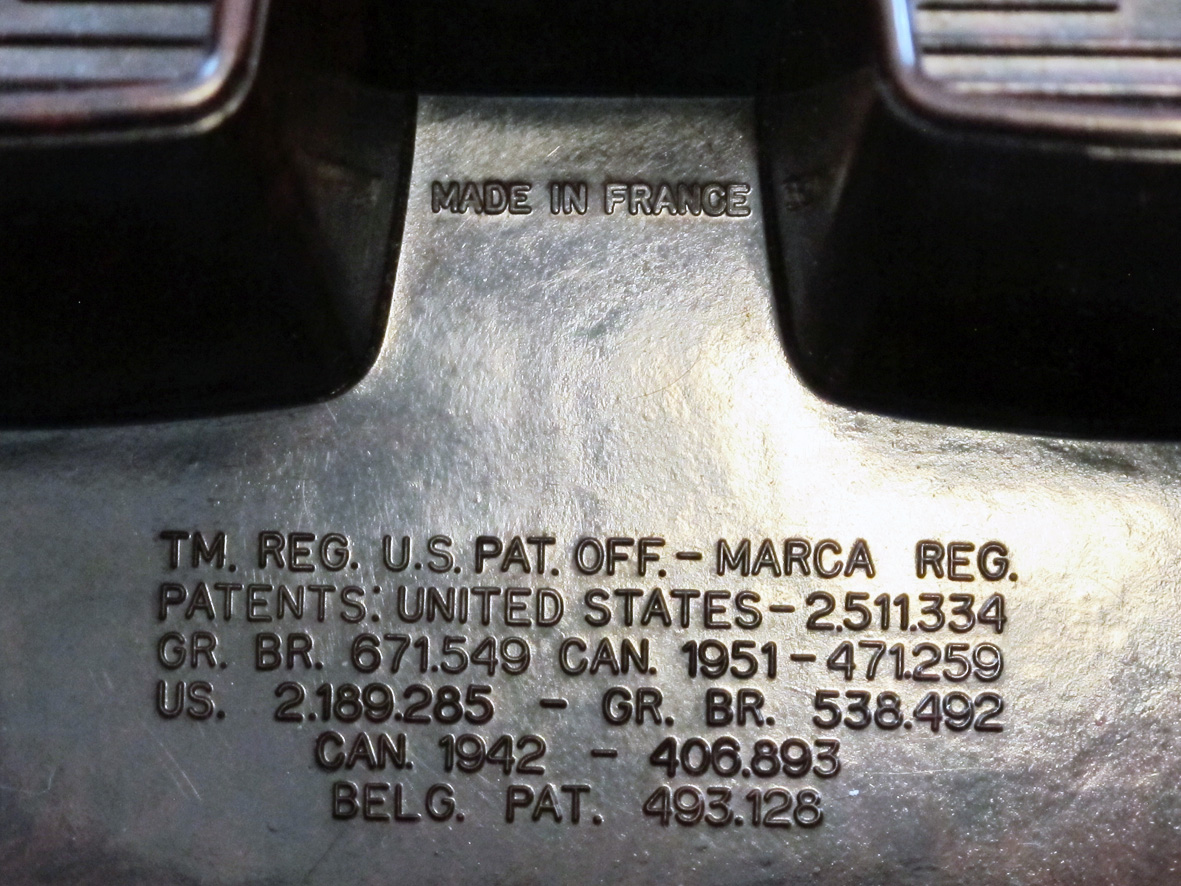 MADE IN FRANCE
TM. REG. U.S. PAT. OFF. - MARCA REG.
PATENTS: UNITED STATES - 2.511.334
GR. BR. 671.549 CAN. 1951 - 471.259
US. 2.189.285 - GR. BR. 538.492
CAN. 1942 - 406.893
BELG. PAT. 493.128